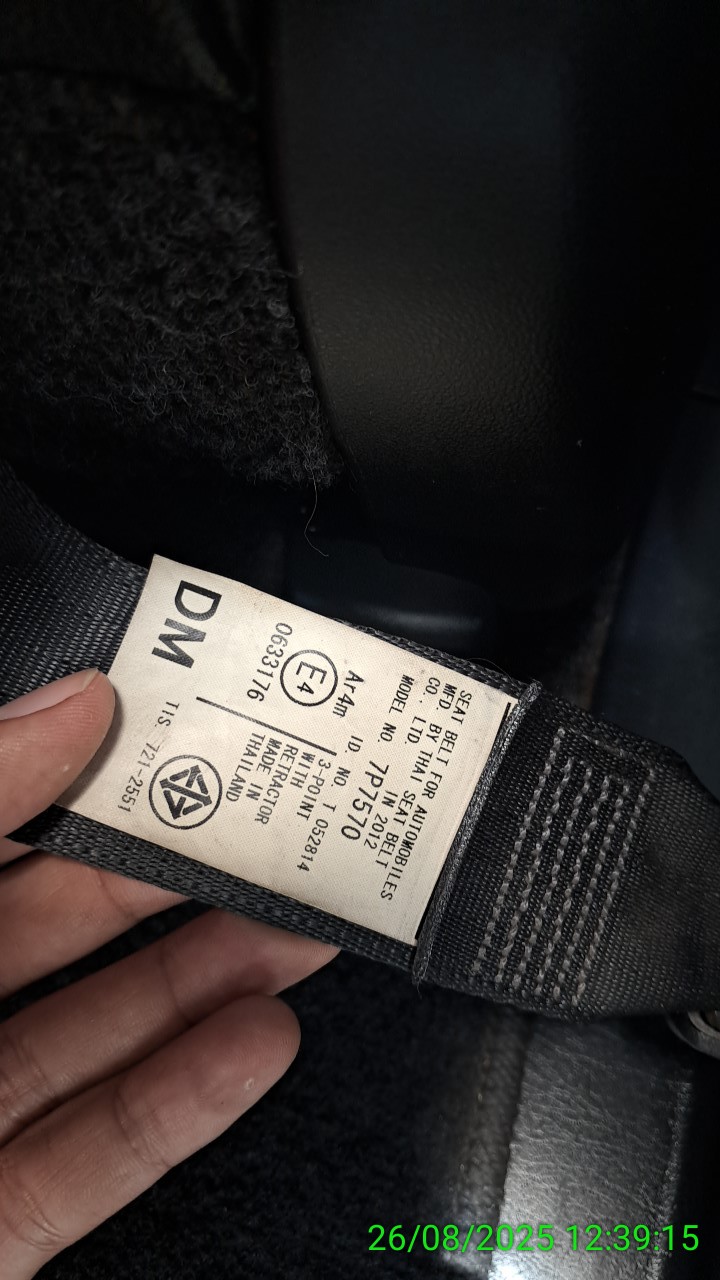 SEAT BELT FOR AUTOMOBILES
MFD BY THAI SEAT BELT
CO., LTD. IN 2012
MODEL NO. 7P7570
Ar4m ID. NO. T 052814
E4 3-POINT
WITH
RETRACTOR
0633176 MADE IN
THAILAND
DM TIS. 721-2551
26/08/2025 12:39:15